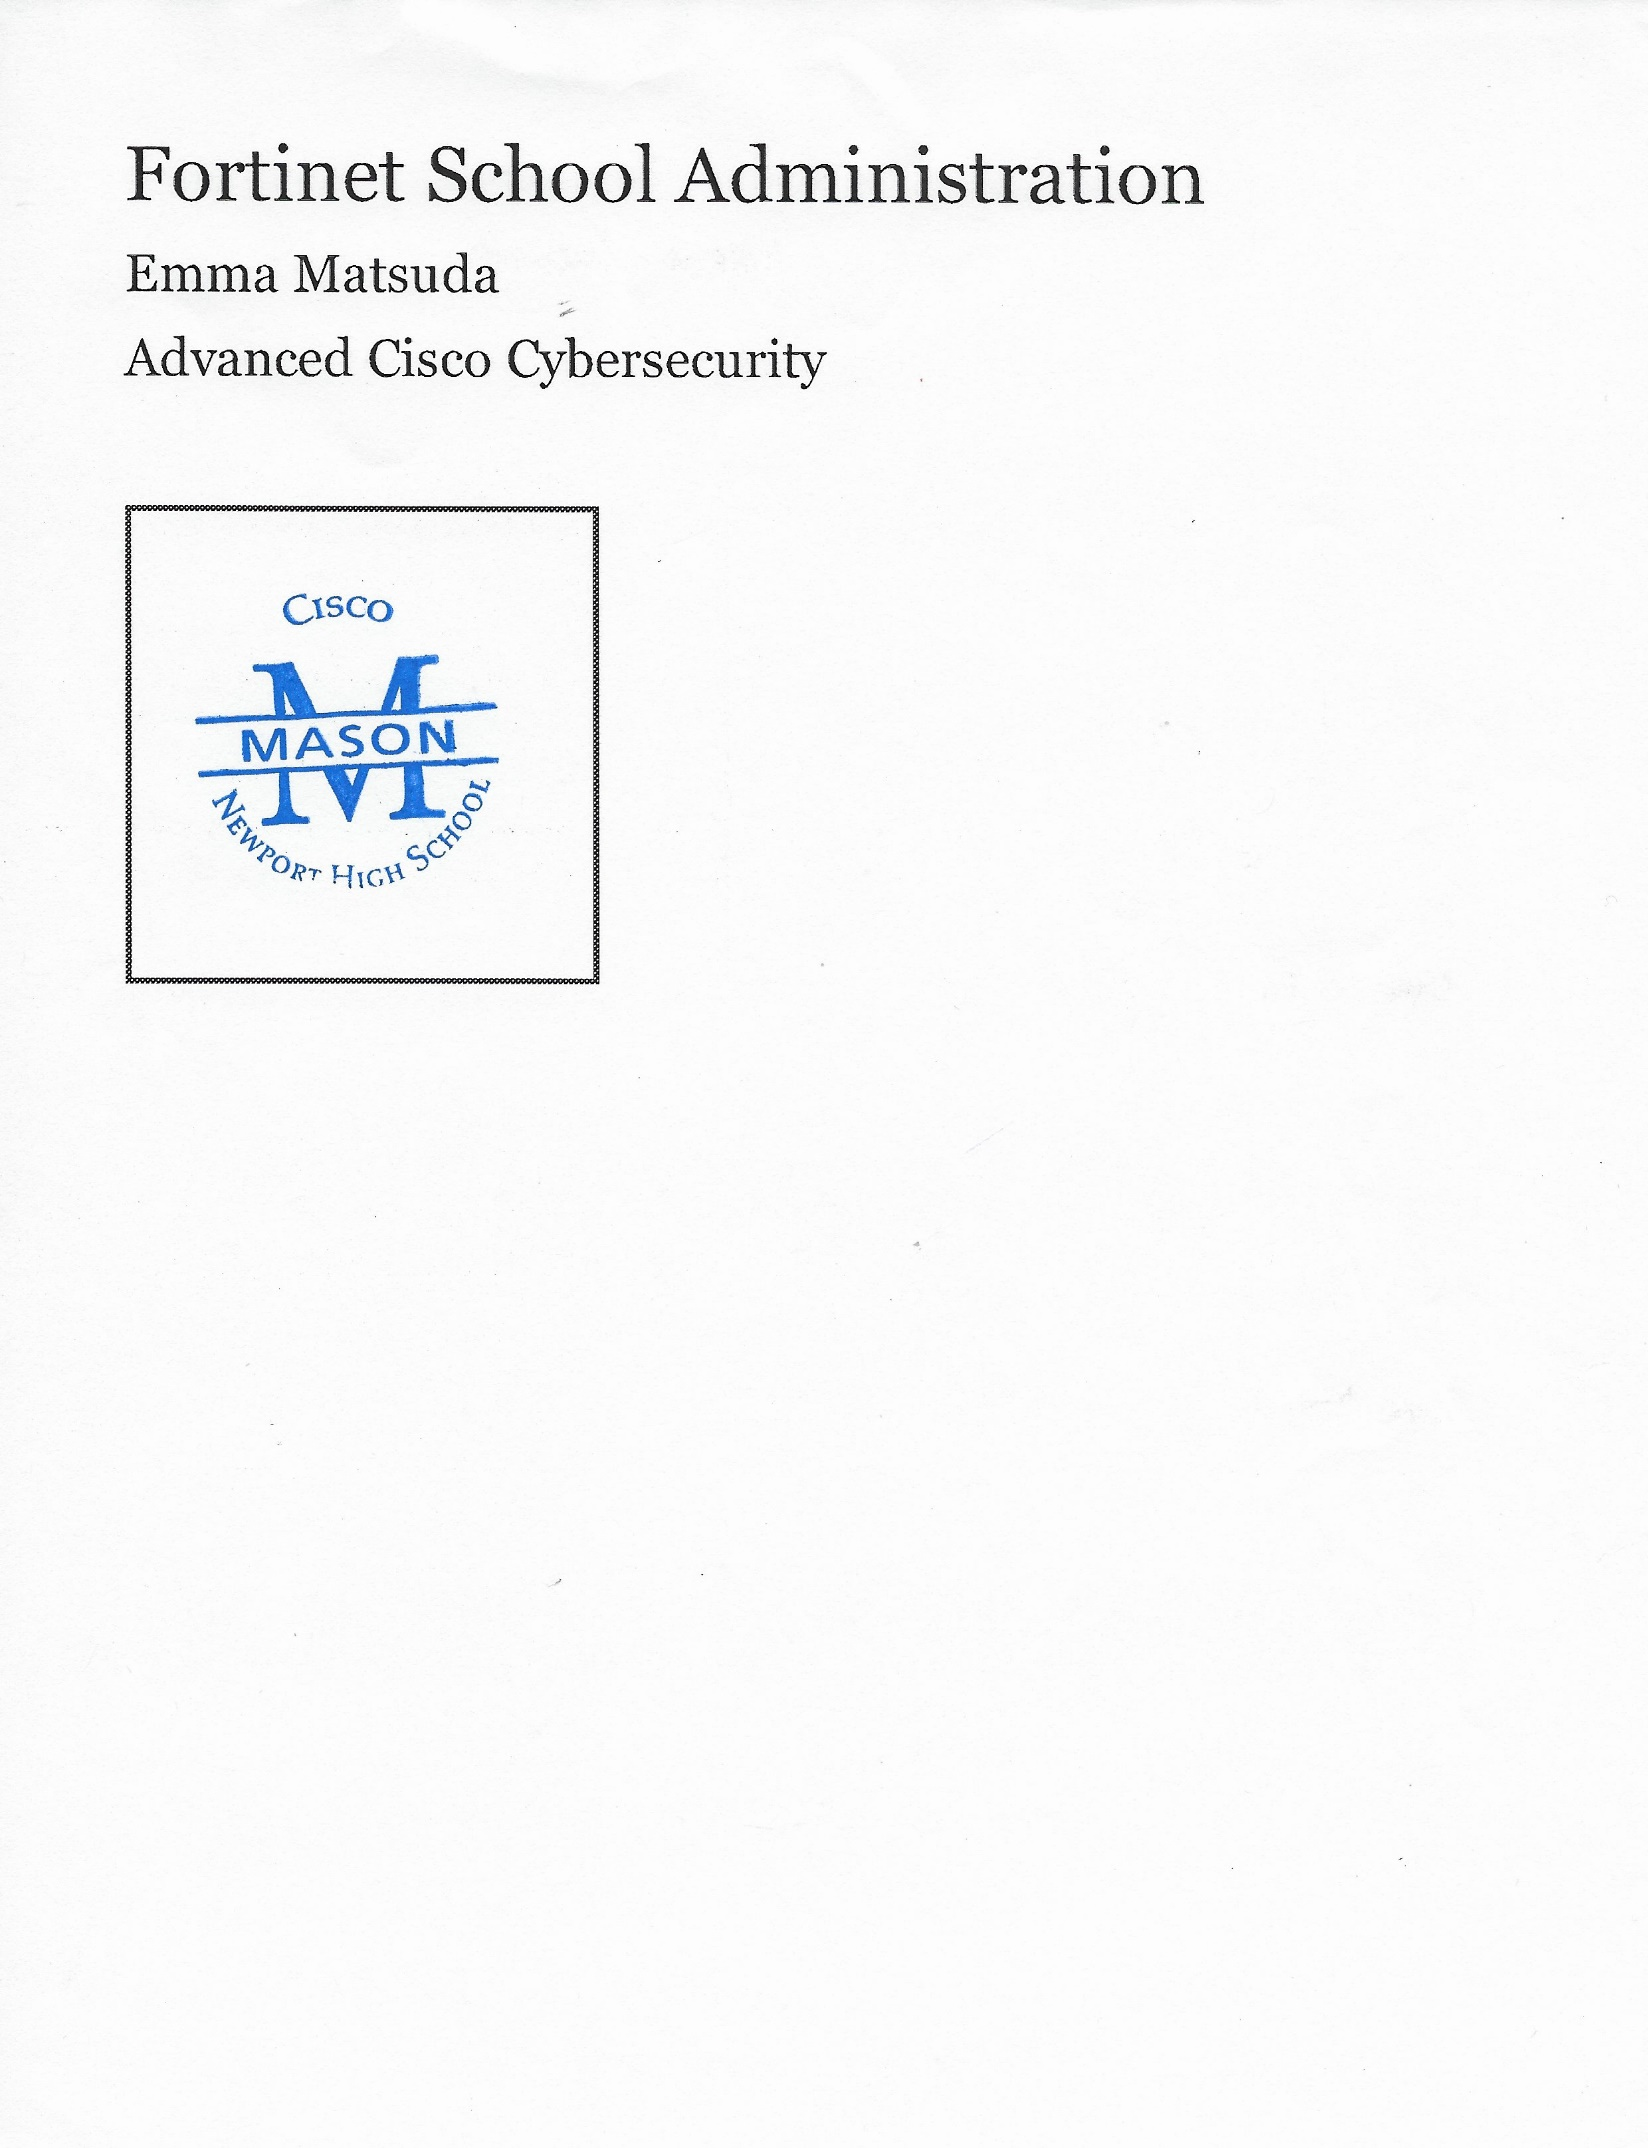 Fortinet School Administration
Emma Matsuda
Advanced Cisco Cybersecurity
CISCO
MASON
NEWPORT HIGH SCHOOL